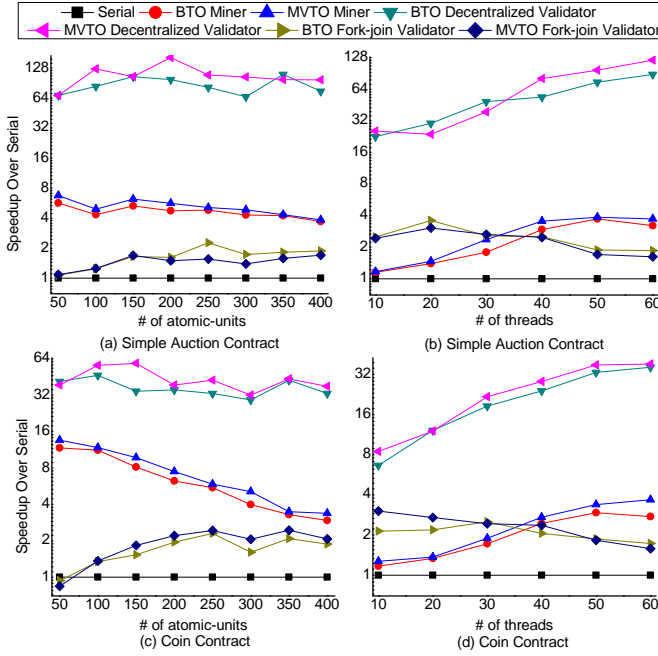 Serial BTO Miner MVTO Miner BTO Decentralized Validator
MVTO Decentralized Validator BTO Fork-join Validator MVTO Fork-join Validator
Speedup Over Serial
128
64
32
16
8
4
2
1
50 100 150 200 250 300 350 400
# of atomic-units
(a) Simple Auction Contract
128
64
32
16
8
4
2
1
10 20 30 40 50 60
# of threads
(b) Simple Auction Contract
Speedup Over Serial
64
32
16
8
4
2
1
50 100 150 200 250 300 350 400
# of atomic-units
(c) Coin Contract
36
16
8
4
2
1
10 20 30 40 50 60
# of threads
(d) Coin Contract